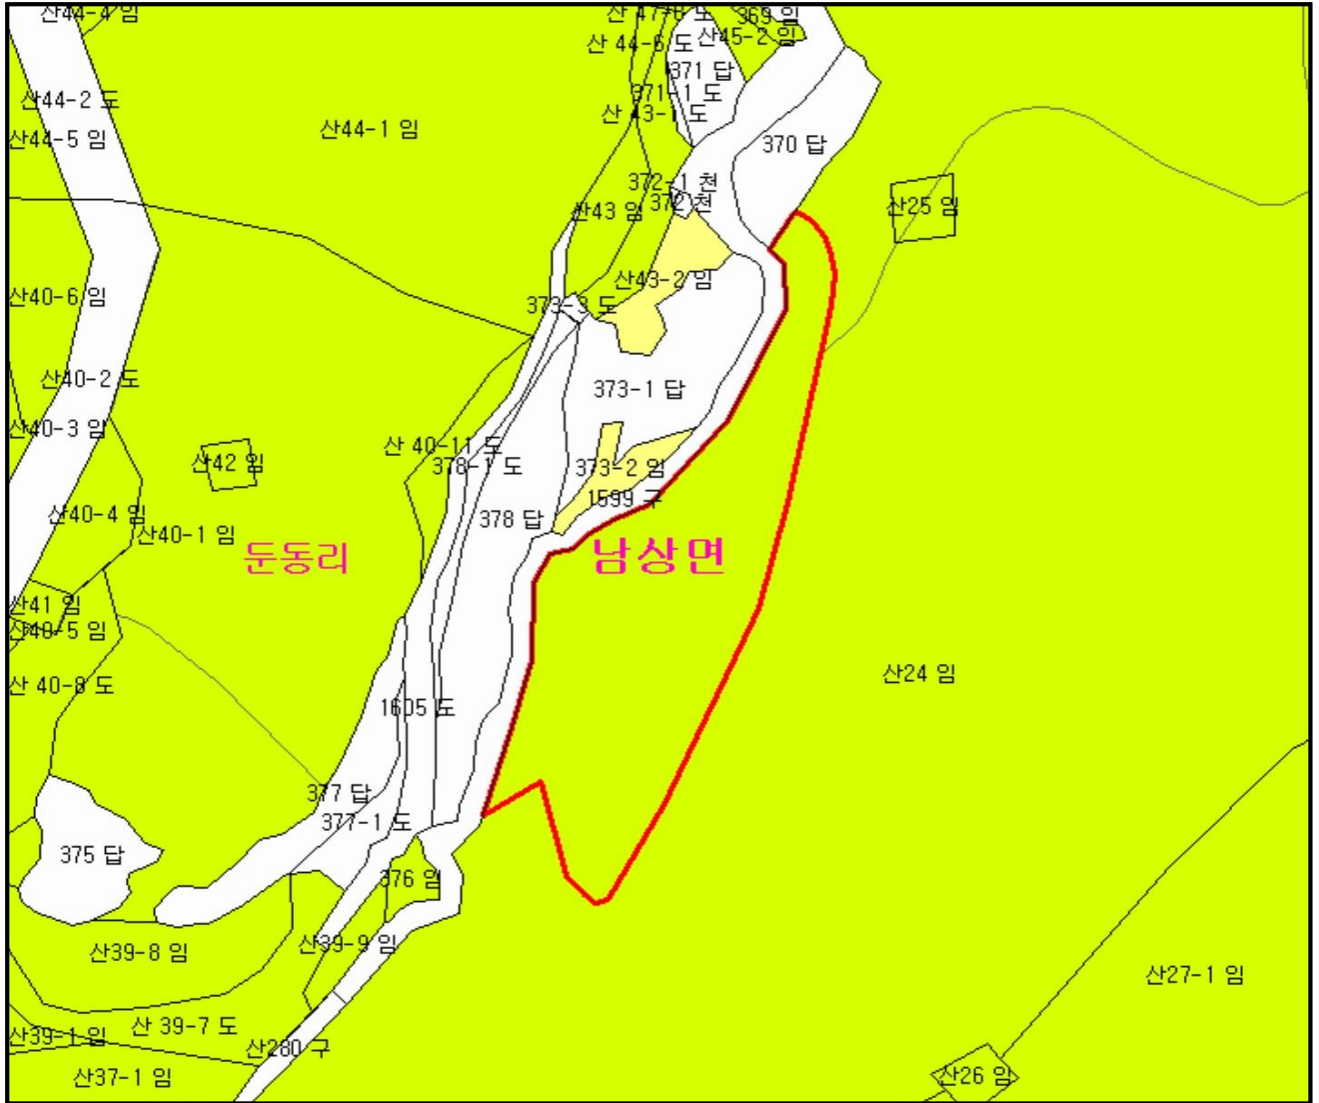 산44-4 임
산 47-8 도
369 임
산 44-6 도
산45-2 임
371 답
371-1 도
산 43-1 도
산44-2 도
산44-5 임
산44-1 임
370 답
372-1 천
372 천
산43 임
산25 임
산43-2 임
산40-6 임
373-3 도
산40-2 도
373-1 답
산40-3 임
산 40-11 도
378-1 도
산42 임
373-2 임
1599 구
산40-4 임
378 답
산40-1 임
둔동리
남상면
산41 임
산40-5 임
산 40-8 도
산24 임
1605 도
377 답
377-1 도
375 답
376 임
산39-8 임
산39-9 임
산27-1 임
산39-1 임
산 39-7 도
산280 구
산37-1 임
산26 임